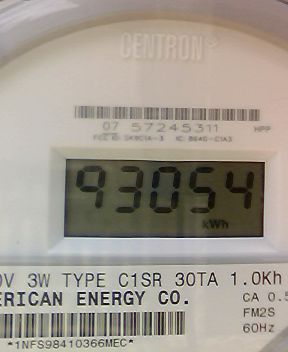 CENTRON
07 57245311 HPP
93054
kWh
0V 3W TYPE C1SR 30TA 1.0Kh
ERICAN ENERGY CO.
CA 0.5
FM2S
60Hz
*1NFS98410366MEC*